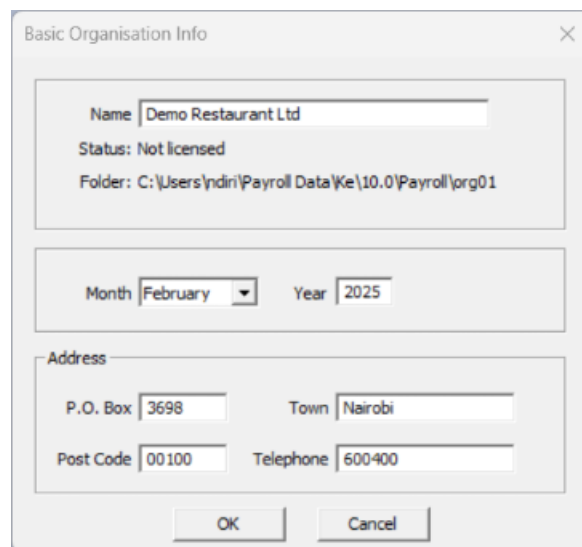 Basic Organisation Info
Name Demo Restaurant Ltd
Status: Not licensed
Folder: C:\Users\ndiri\Payroll Data\Ke\10.0\Payroll\org01
Month February Year 2025
Address
P.O. Box 3698 Town Nairobi
Post Code 00100 Telephone 600400
OK Cancel